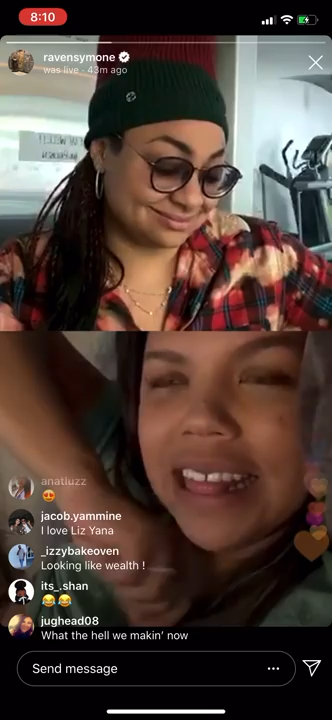 8:10
ravensymone
was live · 43m ago
anatluzz
😍
jacob.yammine
I love Liz Yana
_izzybakeoven
Looking like wealth !
its_.shan
😂😂
jughead08
What the hell we makin’ now
Send message